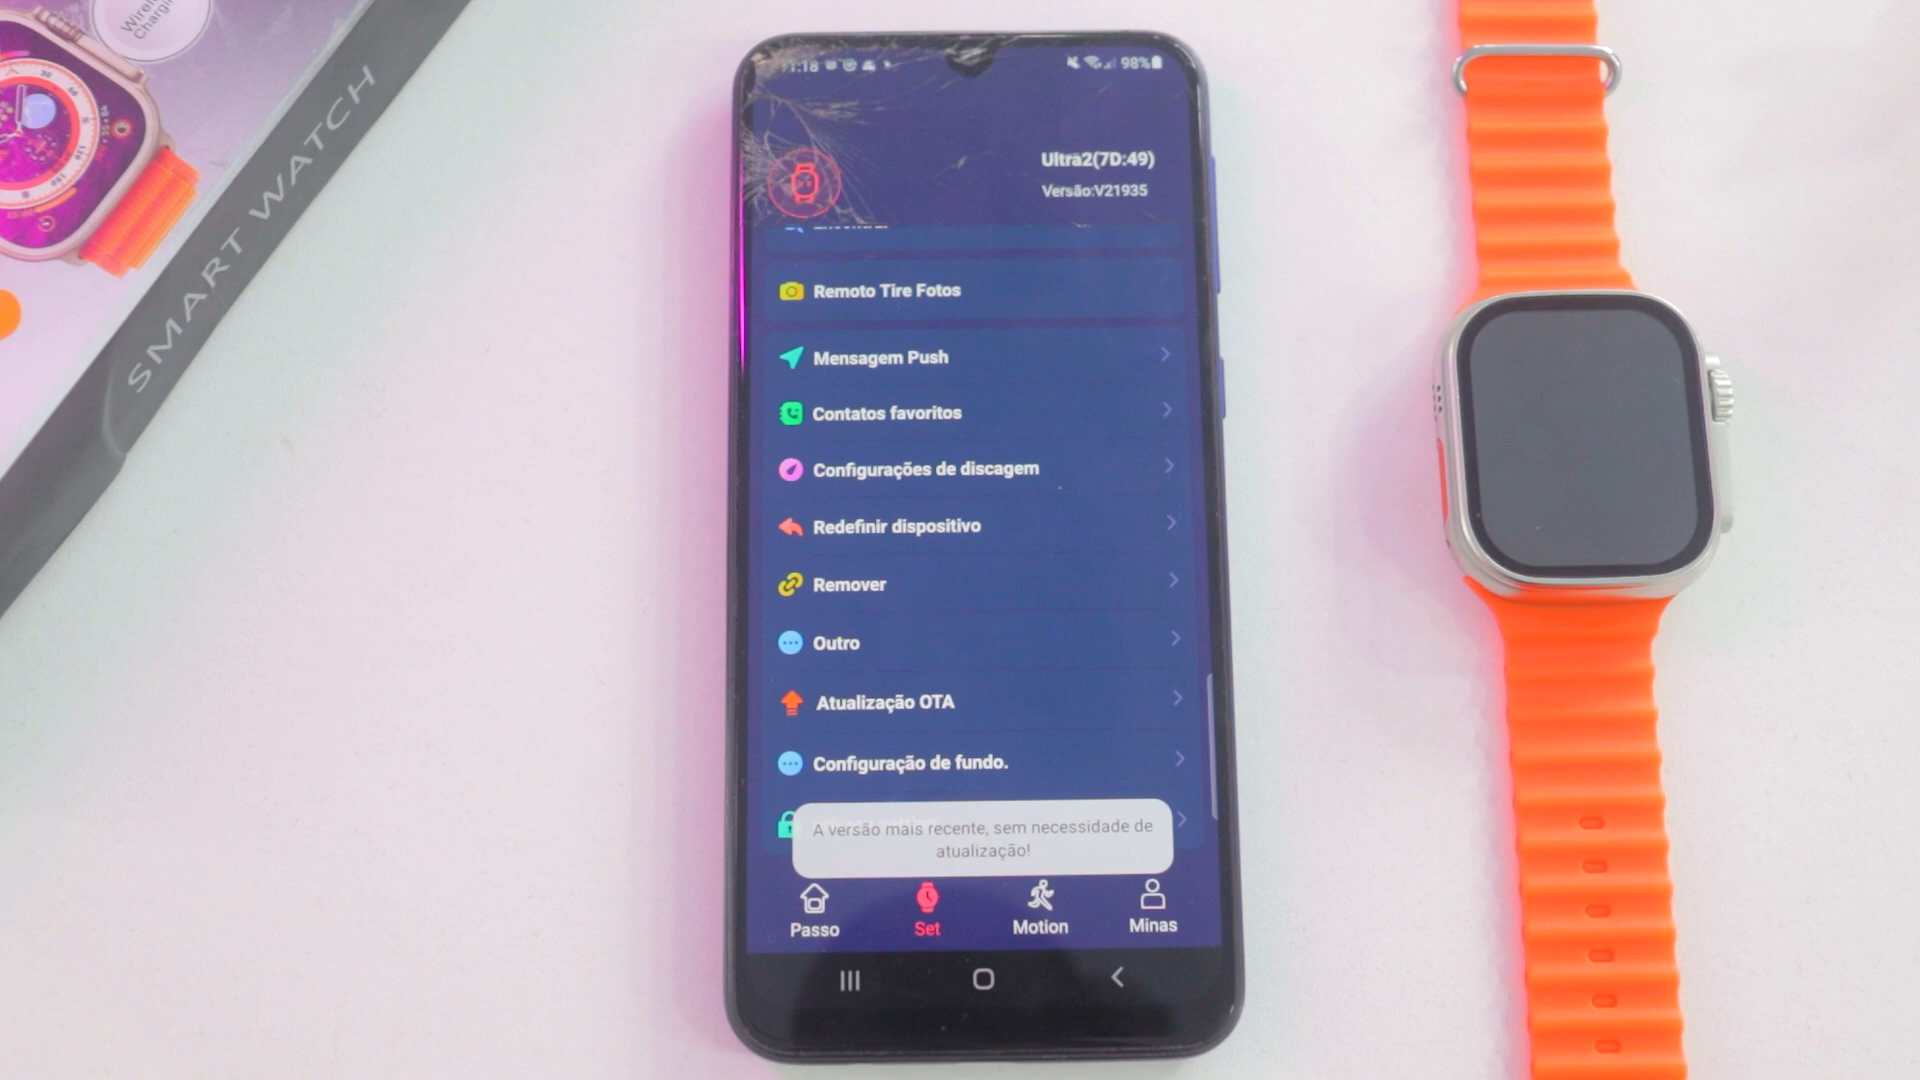 SMART WATCH
11:18
98%
Ultra2(7D:49)
Versão:V21935
Remoto Tire Fotos
Mensagem Push
Contatos favoritos
Configurações de discagem
Redefinir dispositivo
Remover
Outro
Atualização OTA
Configuração de fundo.
A versão mais recente, sem necessidade de
atualização!
Passo
Set
Motion
Minas